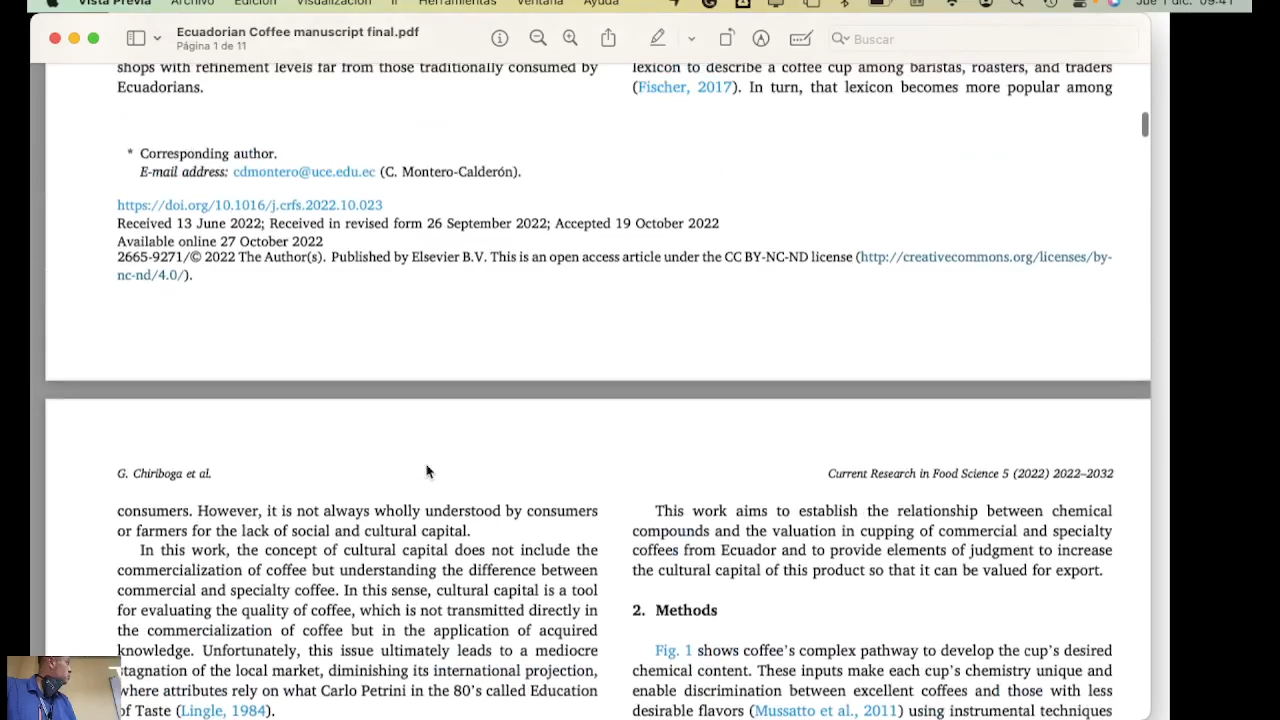 Vista Previa Archivo Edición Visualización Ir Herramientas Ventana Ayuda
Jue 1 dic. 09:41
Ecuadorian Coffee manuscript final.pdf
Página 1 de 11
Buscar
shops with refinement levels far from those traditionally consumed by
Ecuadorians.
lexicon to describe a coffee cup among baristas, roasters, and traders
(Fischer, 2017). In turn, that lexicon becomes more popular among
* Corresponding author.
E-mail address: cdmontero@uce.edu.ec (C. Montero-Calderón).
https://doi.org/10.1016/j.crfs.2022.10.023
Received 13 June 2022; Received in revised form 26 September 2022; Accepted 19 October 2022
Available online 27 October 2022
2665-9271/© 2022 The Author(s). Published by Elsevier B.V. This is an open access article under the CC BY-NC-ND license (http://creativecommons.org/licenses/by-
nc-nd/4.0/).
G. Chiriboga et al.
Current Research in Food Science 5 (2022) 2022–2032
consumers. However, it is not always wholly understood by consumers
or farmers for the lack of social and cultural capital.
In this work, the concept of cultural capital does not include the
commercialization of coffee but understanding the difference between
commercial and specialty coffee. In this sense, cultural capital is a tool
for evaluating the quality of coffee, which is not transmitted directly in
the commercialization of coffee but in the application of acquired
knowledge. Unfortunately, this issue ultimately leads to a mediocre
stagnation of the local market, diminishing its international projection,
where attributes rely on what Carlo Petrini in the 80's called Education
of Taste (Lingle, 1984).
This work aims to establish the relationship between chemical
compounds and the valuation in cupping of commercial and specialty
coffees from Ecuador and to provide elements of judgment to increase
the cultural capital of this product so that it can be valued for export.
2. Methods
Fig. 1 shows coffee's complex pathway to develop the cup's desired
chemical content. These inputs make each cup's chemistry unique and
enable discrimination between excellent coffees and those with less
desirable flavors (Mussatto et al., 2011) using instrumental techniques